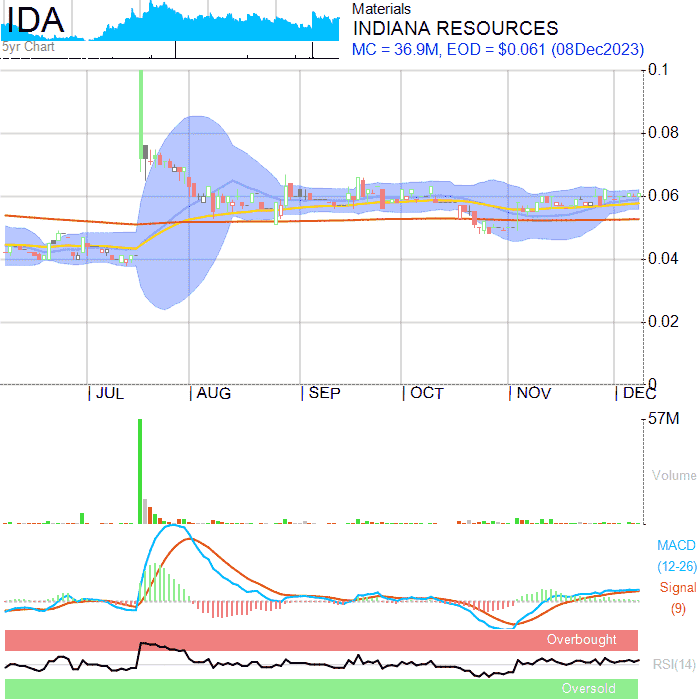 IDA
5yr Chart
Materials
INDIANA RESOURCES
MC = 36.9M, EOD = $0.061 (08Dec2023)
0.1
0.08
0.06
0.04
0.02
0
JUL AUG SEP OCT NOV DEC
57M
Volume
MACD
(12-26)
Signal
(9)
Overbought
RSI(14)
Oversold